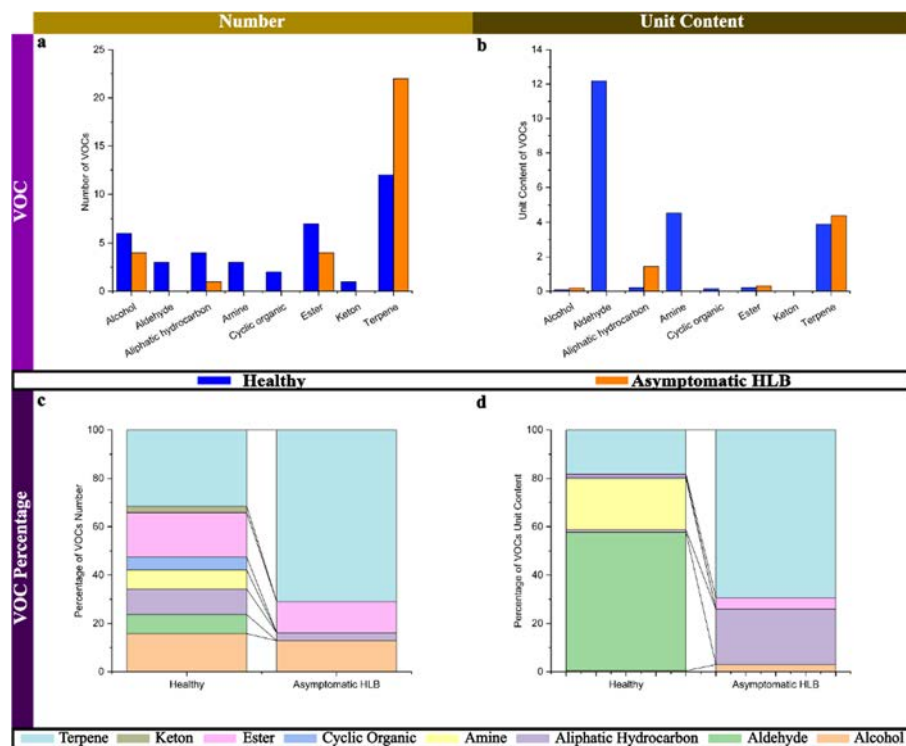 Number
Unit Content
VOC
a
25
20
15
10
5
0
Number of VOCs
Alcohol
Aldehyde
Aliphatic hydrocarbon
Amine
Cyclic organic
Ester
Keton
Terpene
b
14
12
10
8
6
4
2
0
Unit Content of VOCs
Alcohol
Aldehyde
Aliphatic hydrocarbon
Amine
Cyclic organic
Ester
Keton
Terpene
Healthy
Asymptomatic HLB
VOC Percentage
c
100
80
60
40
20
0
Percentage of VOCs Number
Healthy
Asymptomatic HLB
d
100
80
60
40
20
0
Percentage of VOCs Unit Content
Healthy
Asymptomatic HLB
Terpene Keton Ester Cyclic Organic Amine Aliphatic Hydrocarbon Aldehyde Alcohol